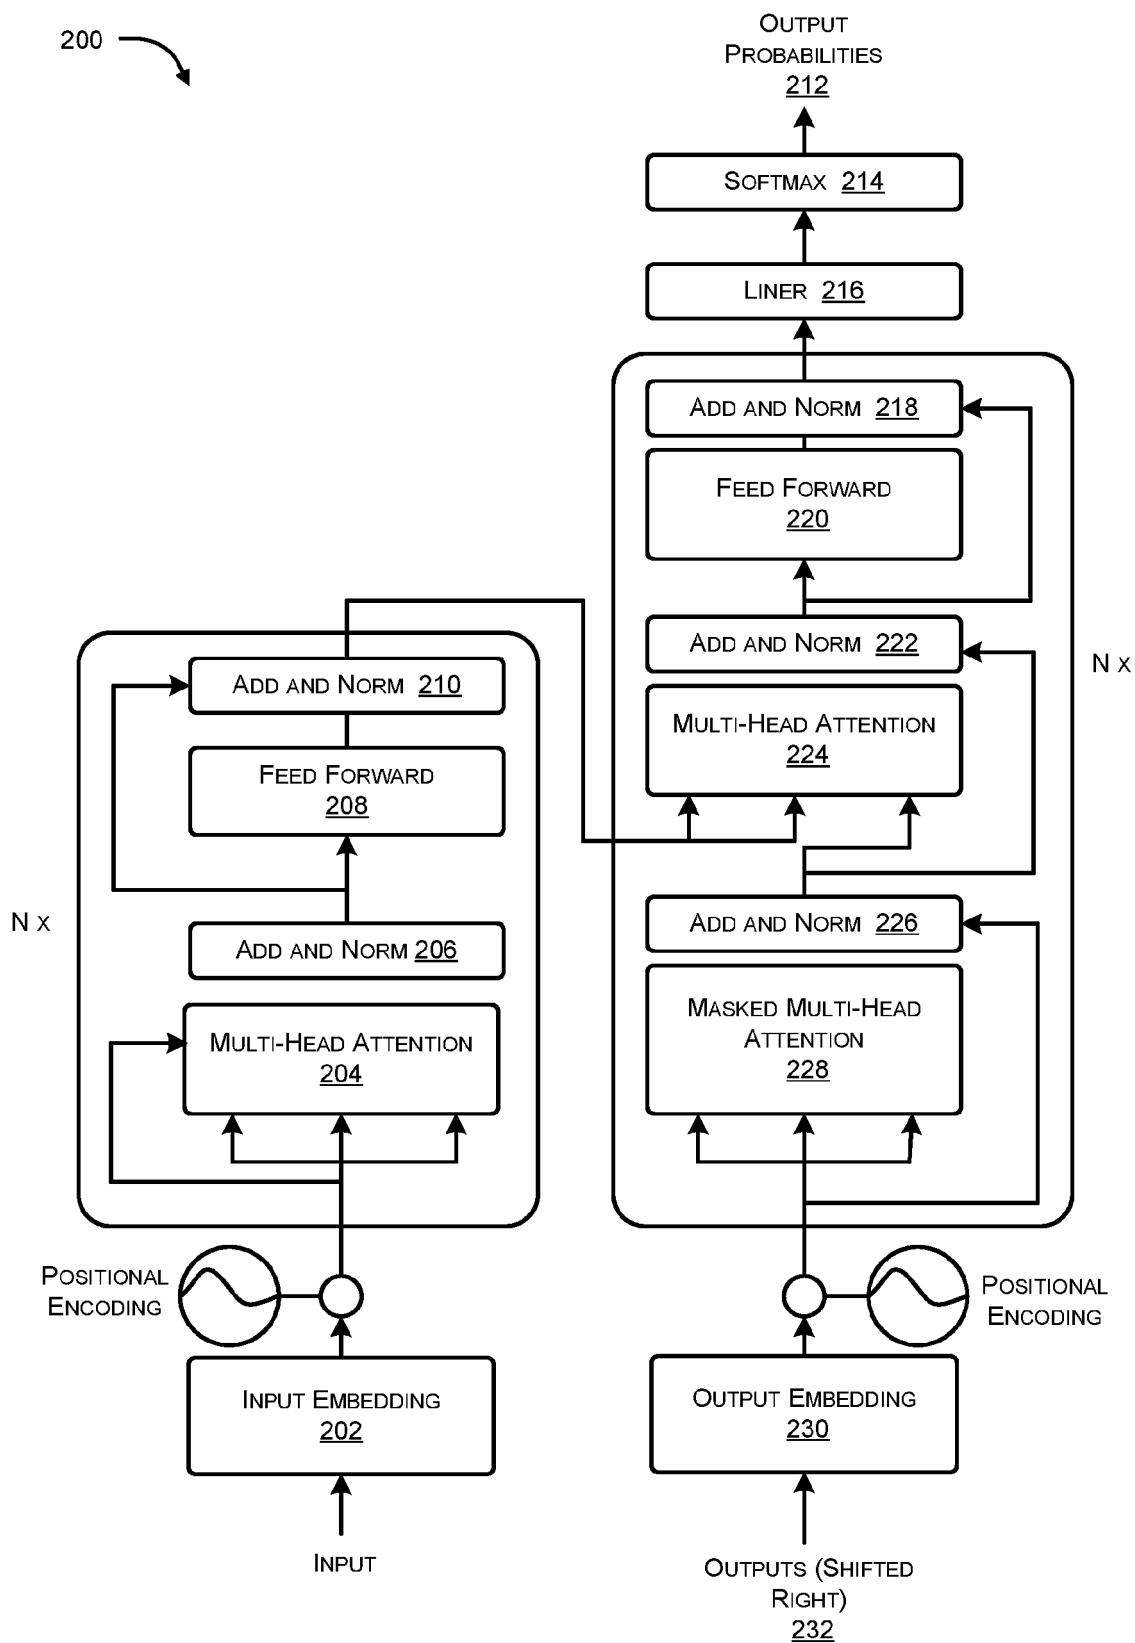 200
OUTPUT
PROBABILITIES
212
SOFTMAX 214
LINER 216
ADD AND NORM 218
FEED FORWARD
220
ADD AND NORM 222
N X
MULTI-HEAD ATTENTION
224
ADD AND NORM 226
MASKED MULTI-HEAD
ATTENTION
228
ADD AND NORM 210
FEED FORWARD
208
N X
ADD AND NORM 206
MULTI-HEAD ATTENTION
204
POSITIONAL
ENCODING
POSITIONAL
ENCODING
INPUT EMBEDDING
202
OUTPUT EMBEDDING
230
INPUT
OUTPUTS (SHIFTED
RIGHT)
232